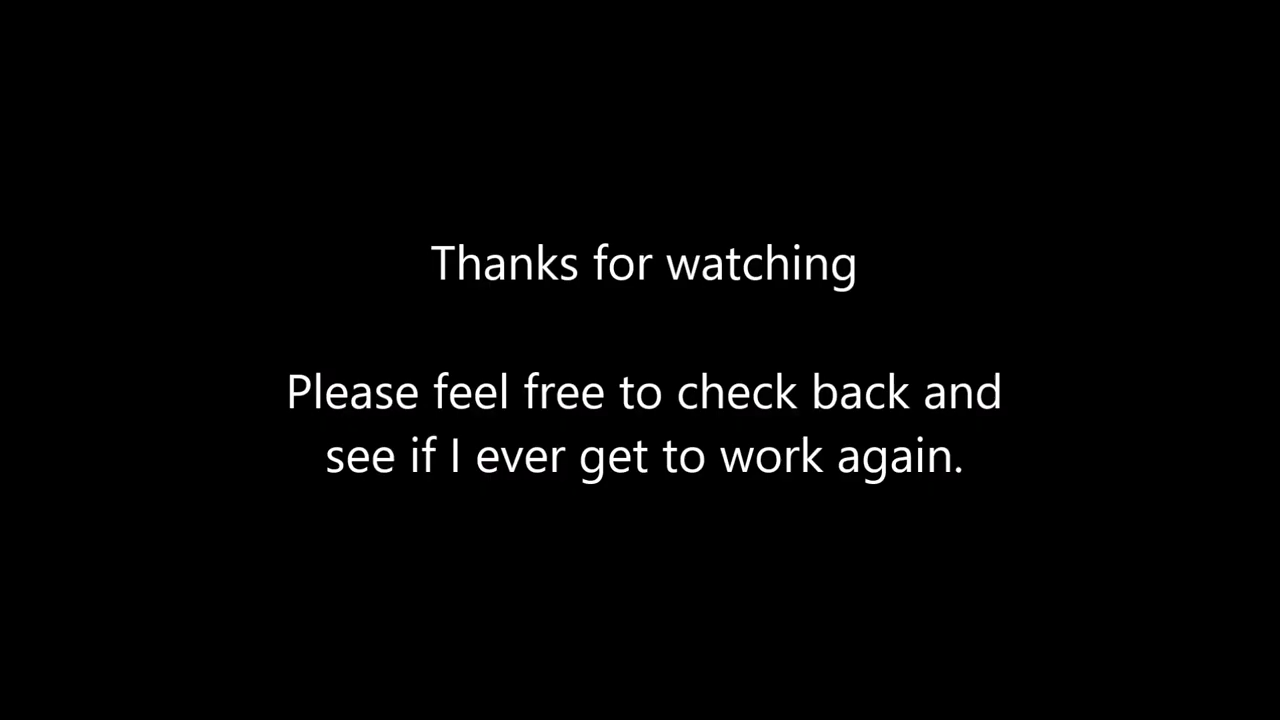 Thanks for watching
Please feel free to check back and
see if I ever get to work again.